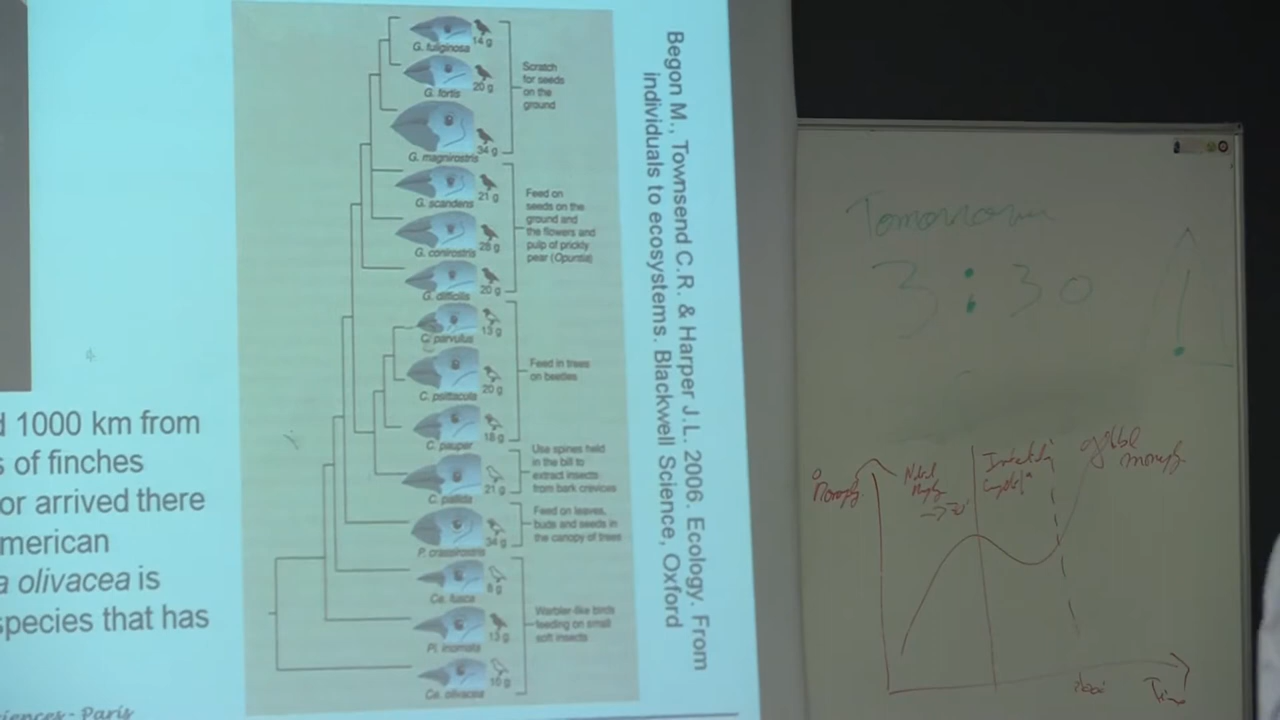 d 1000 km from
s of finches
or arrived there
merican
a olivacea is
species that has
iences - Paris
G. fuliginosa
14 g
G. fortis
20 g
G. magnirostris
34 g
Scratch
for seeds
on the
ground
G. scandens
21 g
G. conirostris
28 g
G. difficilis
20 g
Feed on
seeds on the
ground and
the flowers and
pulp of prickly
pear (Opuntia)
C. parvulus
13 g
C. psittacula
20 g
C. pauper
18 g
Feed in trees
on beetles
C. pallida
21 g
Use spines held
in the bill to
extract insects
from bark crevices
P. crassirostris
34 g
Feed on leaves,
buds and seeds in
the canopy of trees
Ce. fusca
8 g
Pi. inornata
13 g
Ce. olivacea
10 g
Warbler-like birds
feeding on small
soft insects
Begon M., Townsend C.R. & Harper J.L. 2006. Ecology. From
individuals to ecosystems. Blackwell Science, Oxford
Tomorrow
3:30
Time